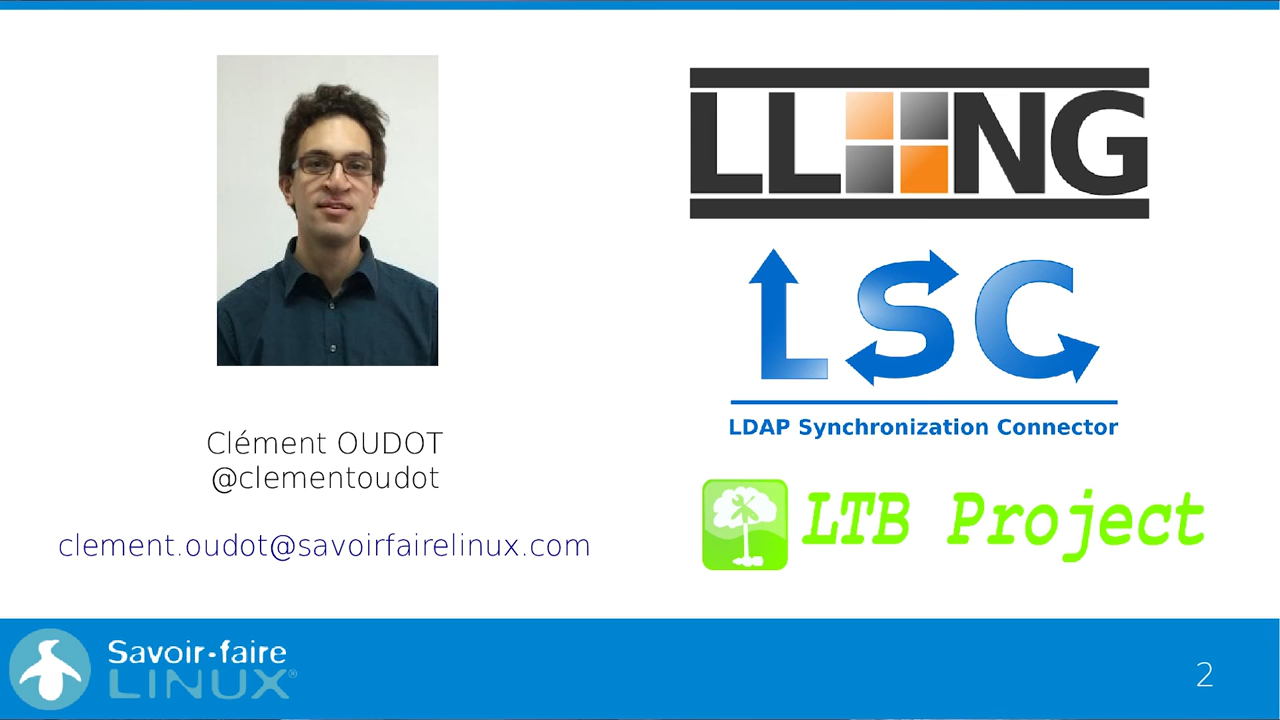 Clément OUDOT
@clementoudot
clement.oudot@savoirfairelinux.com
LL NG
LSC
LDAP Synchronization Connector
LTB Project
Savoir-faire
LINUX®
2